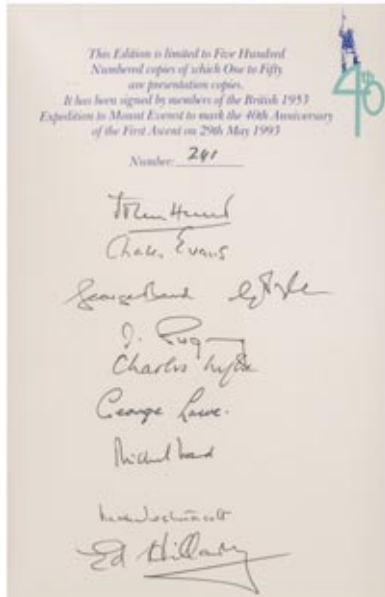 This Edition is limited to Five Hundred
Numbered copies of which One to Fifty
are presentation copies.
It has been signed by members of the British 1953
Expedition to Mount Everest to mark the 40th Anniversary
of the First Ascent on 29th May 1993
40
Number: 241
John Hunt
Charles Evans
George Band
J. Pugh
Charles Wylie
George Lowe.
Michael Ward
Ed Hillary